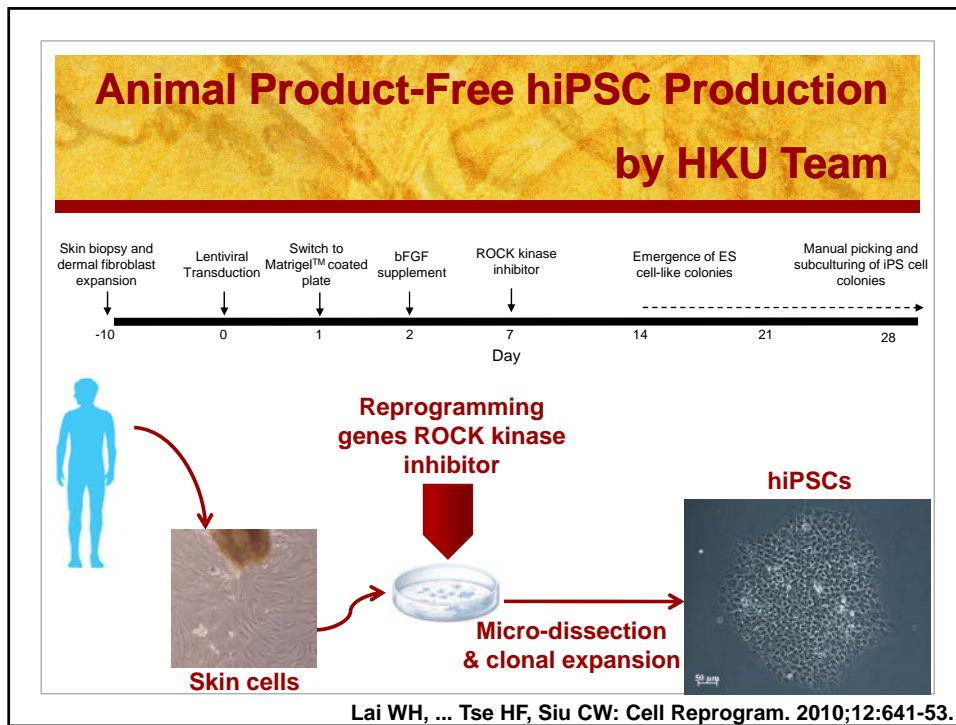 Animal Product-Free hiPSC Production
by HKU Team
Skin biopsy and
dermal fibroblast
expansion
Lentiviral
Transduction
Switch to
Matrigel™ coated
plate
bFGF
supplement
ROCK kinase
inhibitor
Emergence of ES
cell-like colonies
Manual picking and
subculturing of iPS cell
colonies
-10
0
1
2
7
14
21
28
Day
Reprogramming
genes ROCK kinase
inhibitor
hiPSCs
Micro-dissection
& clonal expansion
Skin cells
50 µm
Lai WH, ... Tse HF, Siu CW: Cell Reprogram. 2010;12:641-53.